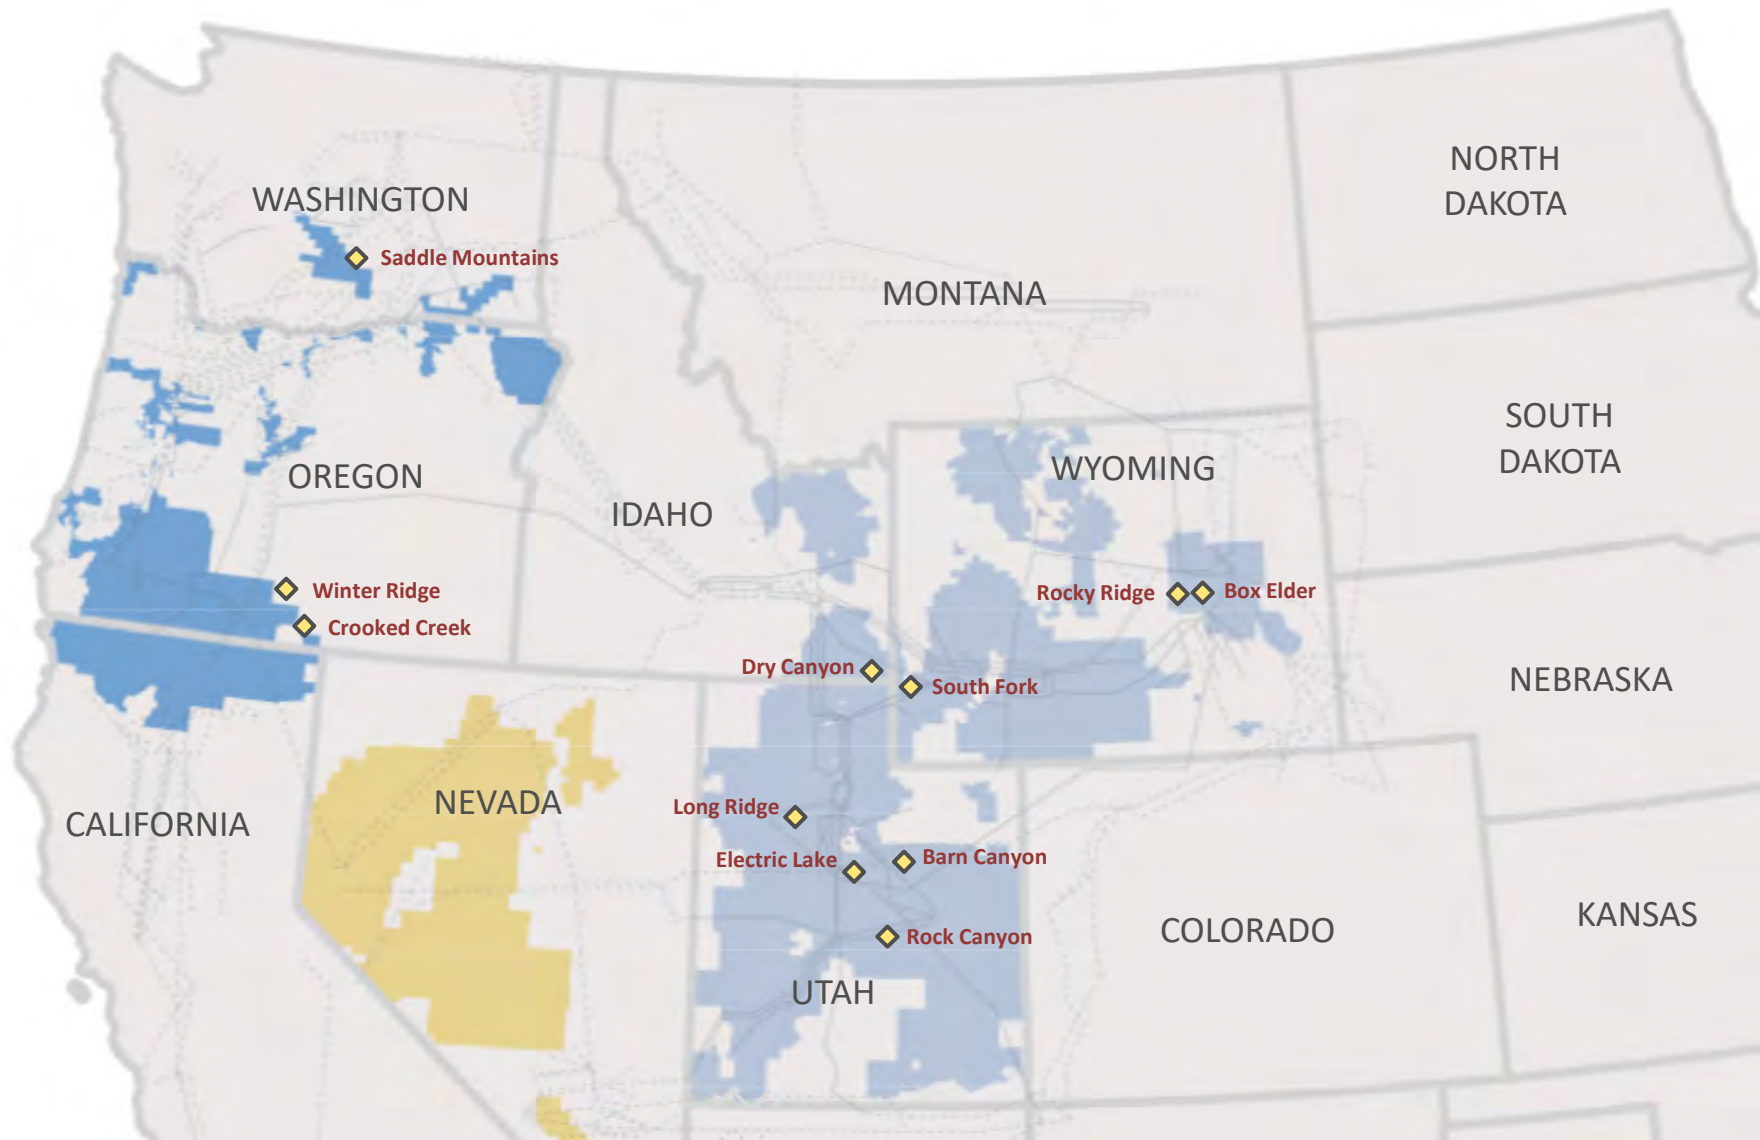 NORTH
DAKOTA
WASHINGTON
Saddle Mountains
MONTANA
SOUTH
DAKOTA
WYOMING
OREGON
IDAHO
Winter Ridge
Rocky Ridge
Box Elder
Crooked Creek
Dry Canyon
South Fork
NEBRASKA
NEVADA
Long Ridge
CALIFORNIA
Electric Lake
Barn Canyon
KANSAS
COLORADO
Rock Canyon
UTAH